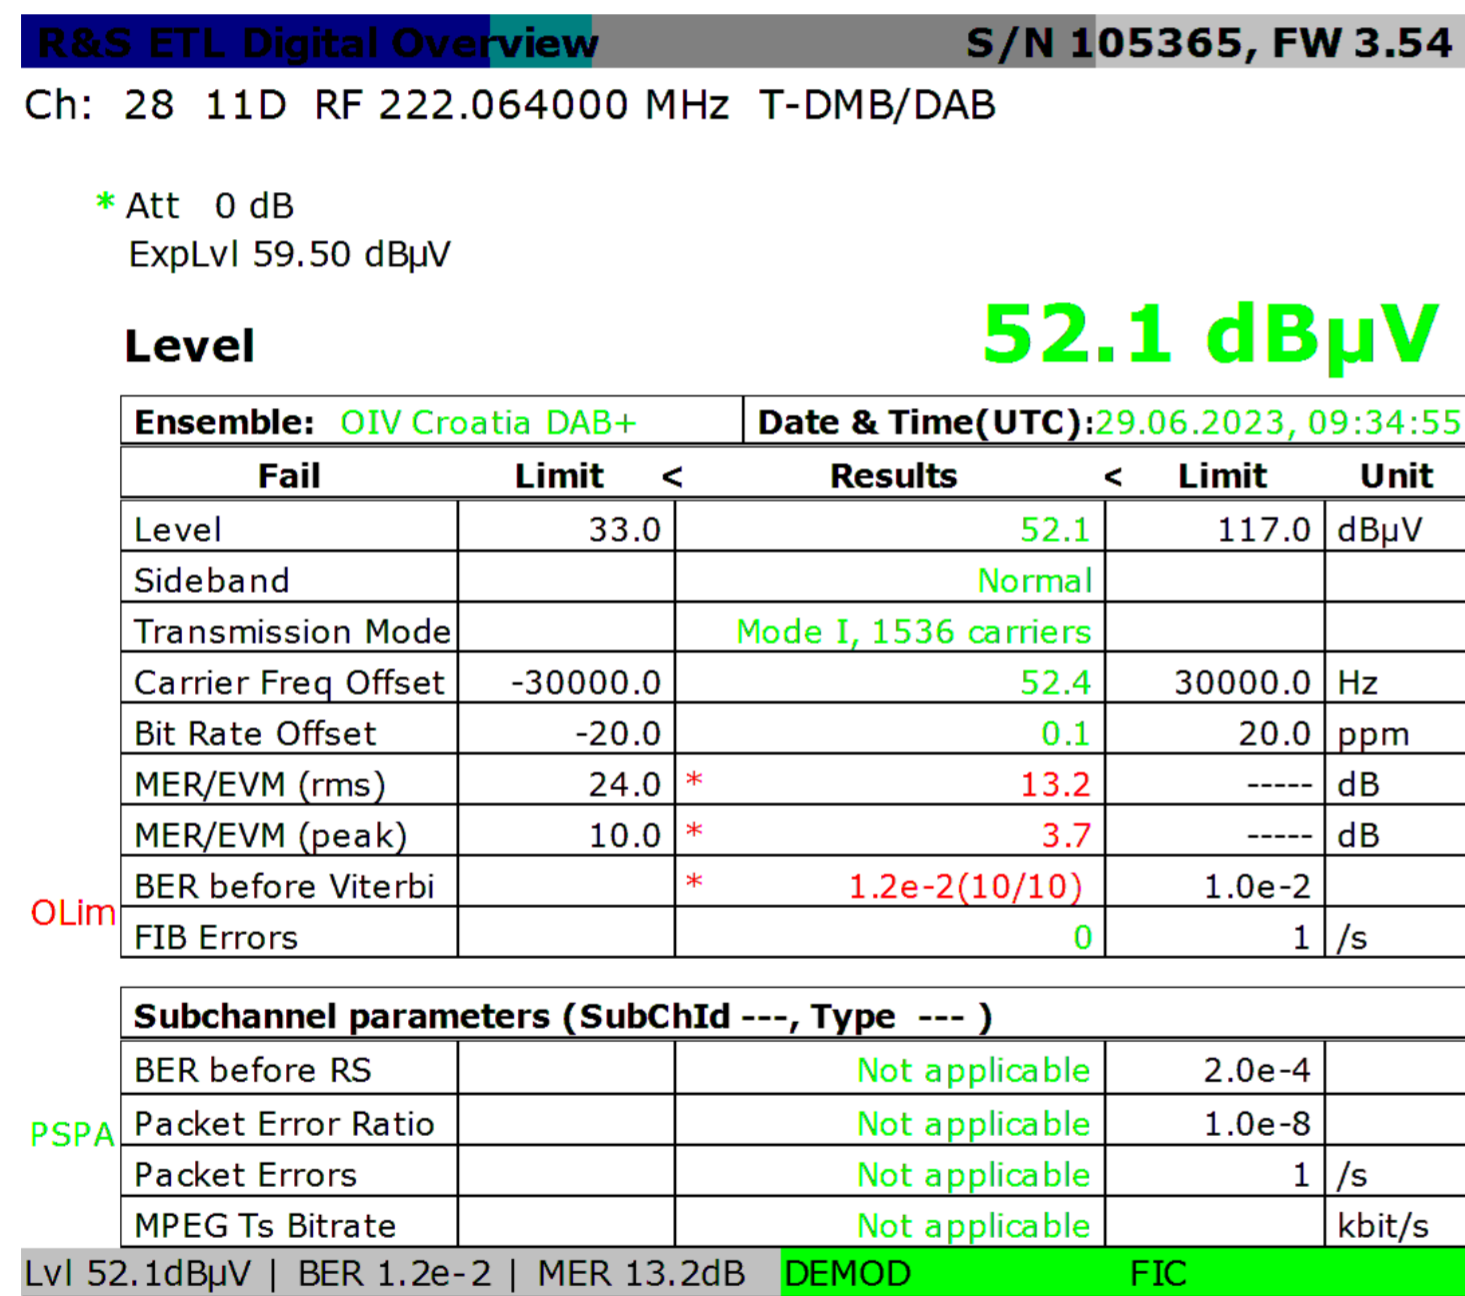 R&S ETL Digital Overview S/N 105365, FW 3.54
Ch: 28 11D RF 222.064000 MHz T-DMB/DAB
* Att 0 dB
ExpLvl 59.50 dBµV
Level 52.1 dBµV
Ensemble: OIV Croatia DAB+ Date & Time(UTC): 29.06.2023, 09:34:55
Fail Limit < Results < Limit Unit
Level 33.0 52.1 117.0 dBµV
Sideband Normal
Transmission Mode Mode I, 1536 carriers
Carrier Freq Offset -30000.0 52.4 30000.0 Hz
Bit Rate Offset -20.0 0.1 20.0 ppm
MER/EVM (rms) 24.0 * 13.2 ----- dB
MER/EVM (peak) 10.0 * 3.7 ----- dB
BER before Viterbi * 1.2e-2(10/10) 1.0e-2
OLim
FIB Errors 0 1 /s
Subchannel parameters (SubChId ---, Type --- )
BER before RS Not applicable 2.0e-4
PSPA Packet Error Ratio Not applicable 1.0e-8
Packet Errors Not applicable 1 /s
MPEG Ts Bitrate Not applicable kbit/s
Lvl 52.1dBµV | BER 1.2e-2 | MER 13.2dB DEMOD FIC